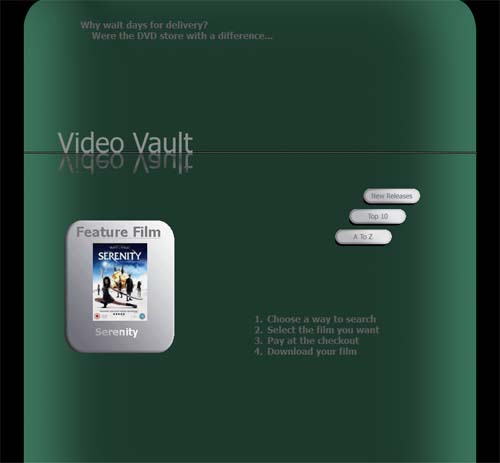 Why wait days for delivery?
Were the DVD store with a difference...
Video Vault
New Releases
Top 10
A To Z
Feature Film
SERENITY
Serenity
1. Choose a way to search
2. Select the film you want
3. Pay at the checkout
4. Download your film